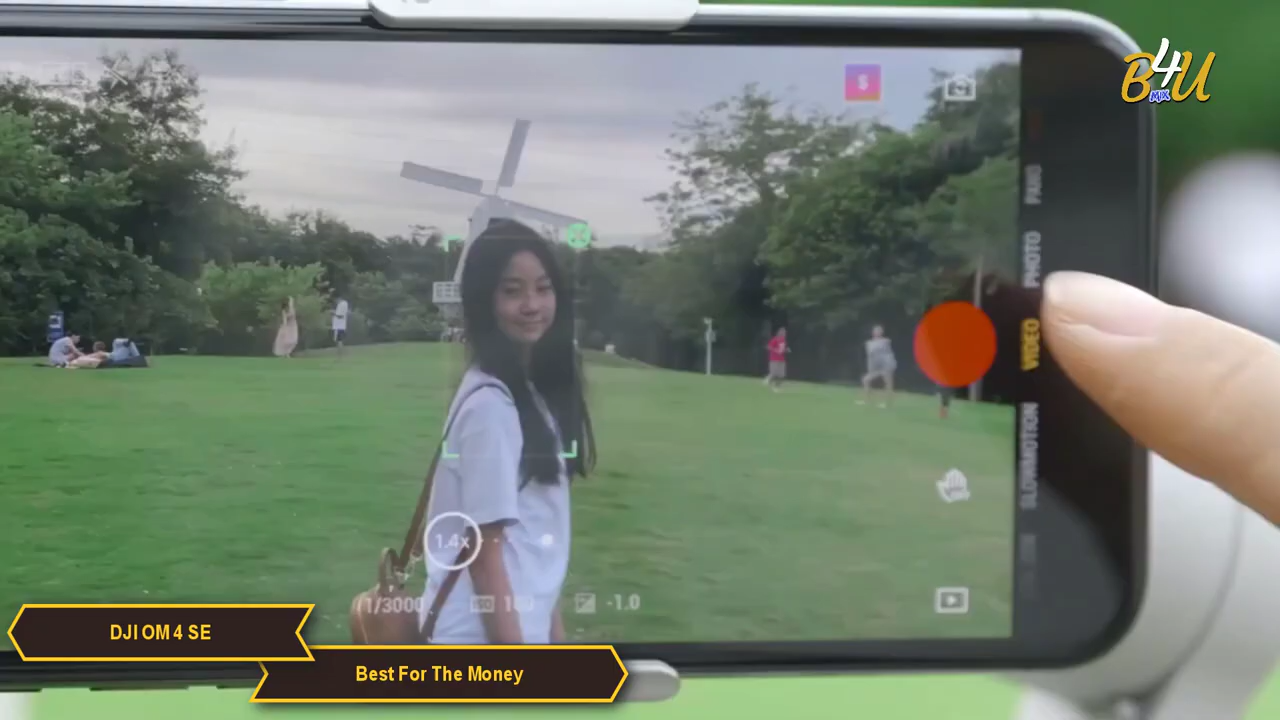 B4U
MIX
S
PANO
PHOTO
VIDEO
SLOWMOTION
1.4x
1/3000
ISO
-1.0
DJI OM 4 SE
Best For The Money